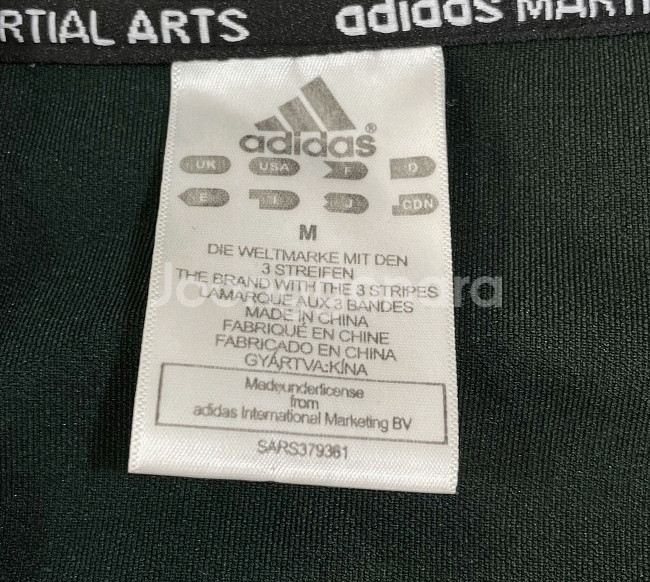 RTIAL ARTS
adidas MARTI
adidas®
UK USA F D
E I J CDN
M
DIE WELTMARKE MIT DEN
3 STREIFEN
THE BRAND WITH THE 3 STRIPES
LAMARQUE AUX 3 BANDES
MADE IN CHINA
FABRIQUÉ EN CHINE
FABRICADO EN CHINA
GYÁRTVA:KÍNA
Madeunderlicense
from
adidas International Marketing BV
SARS379361